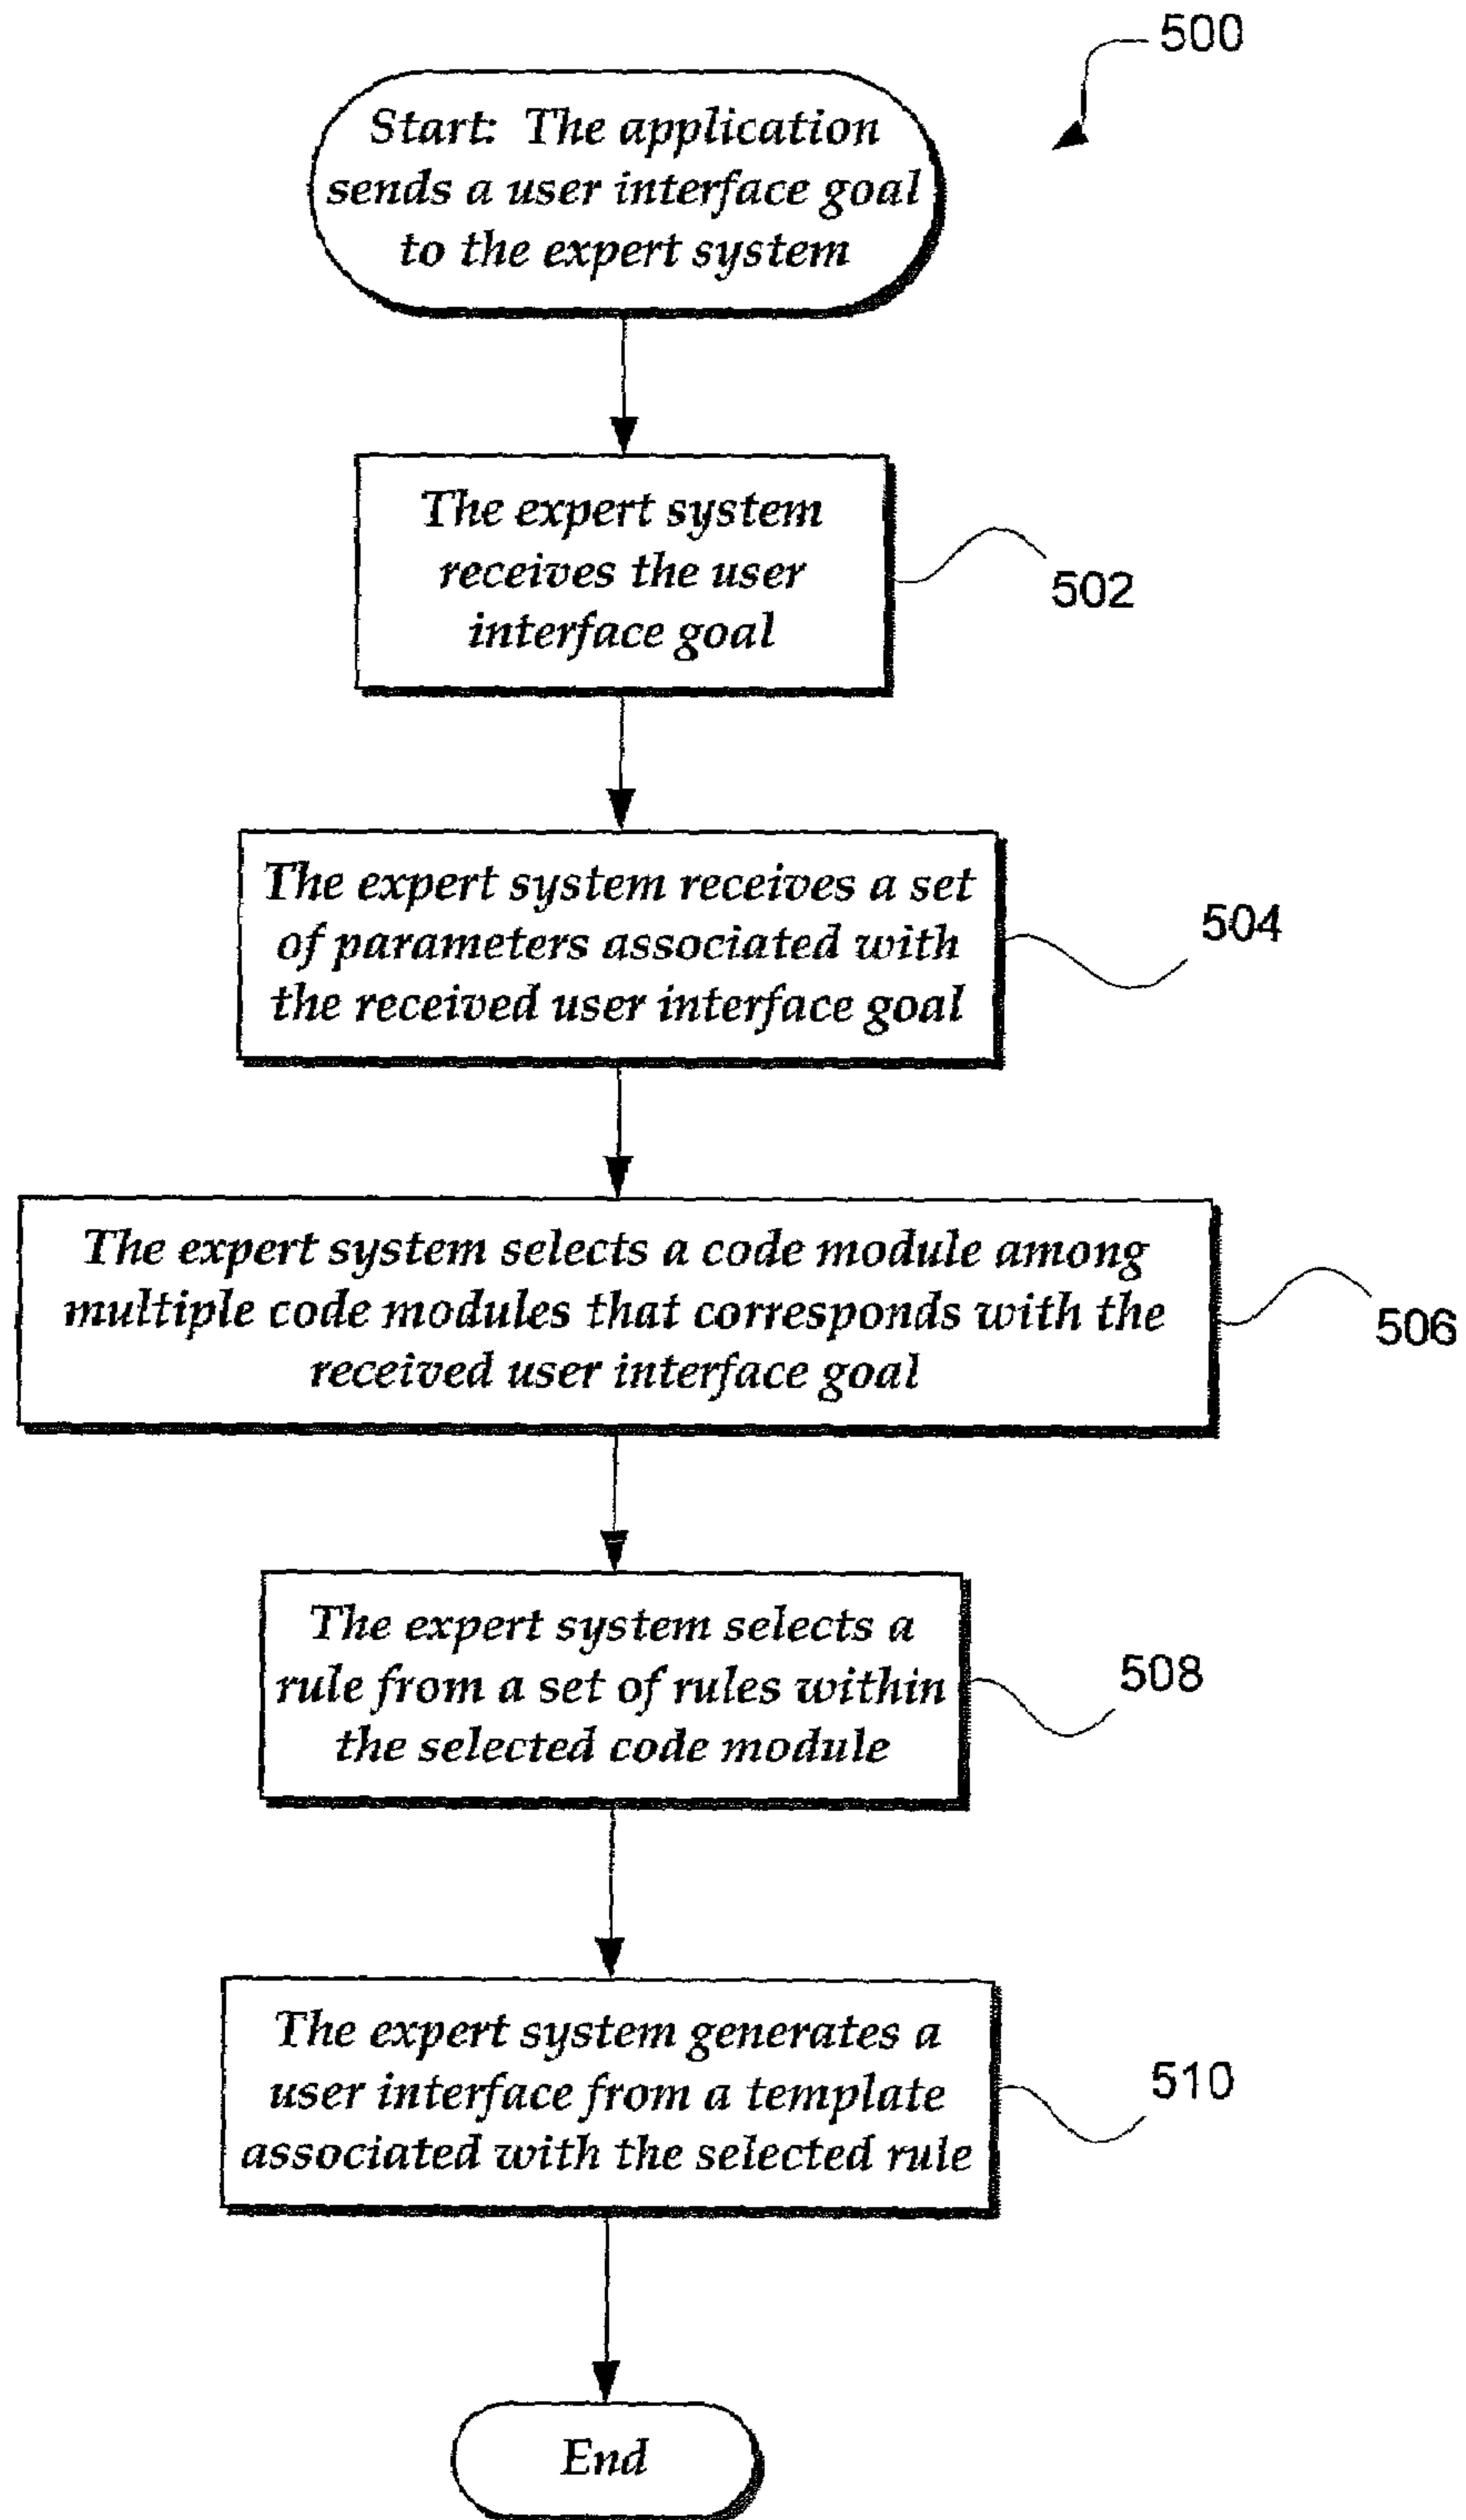 500
Start: The application
sends a user interface goal
to the expert system
The expert system
receives the user
interface goal
502
The expert system receives a set
of parameters associated with
the received user interface goal
504
The expert system selects a code module among
multiple code modules that corresponds with the
received user interface goal
506
The expert system selects a
rule from a set of rules within
the selected code module
508
The expert system generates a
user interface from a template
associated with the selected rule
510
End